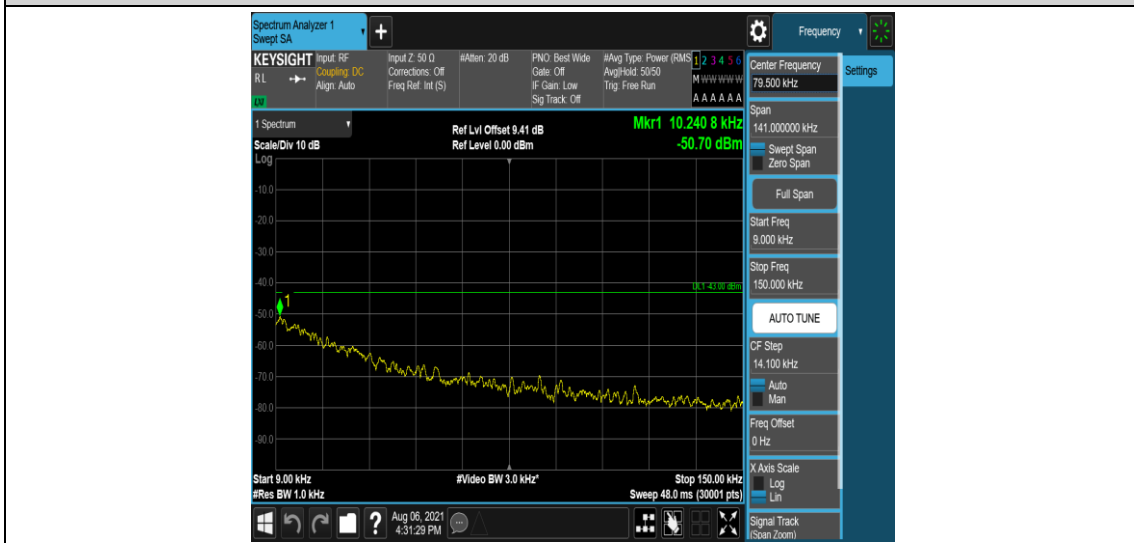 Spectrum Analyzer 1
Swept SA
Frequency
KEYSIGHT
RL
Input: RF
Coupling: DC
Align: Auto
Input Z: 50 Ω
Corrections: Off
Freq Ref: Int (S)
#Atten: 20 dB
PNO: Best Wide
Gate: Off
IF Gain: Low
Sig Track: Off
#Avg Type: Power (RMS
Avg|Hold: 50/50
Trig: Free Run
1 2 3 4 5 6
M W W W W W
A A A A A A
1 Spectrum
Scale/Div 10 dB
Ref Lvl Offset 9.41 dB
Ref Level 0.00 dBm
Mkr1 10.240 8 kHz
-50.70 dBm
Log
-10.0
-20.0
-30.0
-40.0
-50.0
-60.0
-70.0
-80.0
-90.0
DL1 -43.00 dBm
1
Start 9.00 kHz
#Res BW 1.0 kHz
#Video BW 3.0 kHz*
Stop 150.00 kHz
Sweep 48.0 ms (30001 pts)
Aug 06, 2021
4:31:29 PM
Center Frequency
79.500 kHz
Settings
Span
141.000000 kHz
Swept Span
Zero Span
Full Span
Start Freq
9.000 kHz
Stop Freq
150.000 kHz
AUTO TUNE
CF Step
14.100 kHz
Auto
Man
Freq Offset
0 Hz
X Axis Scale
Log
Lin
Signal Track
(Span Zoom)